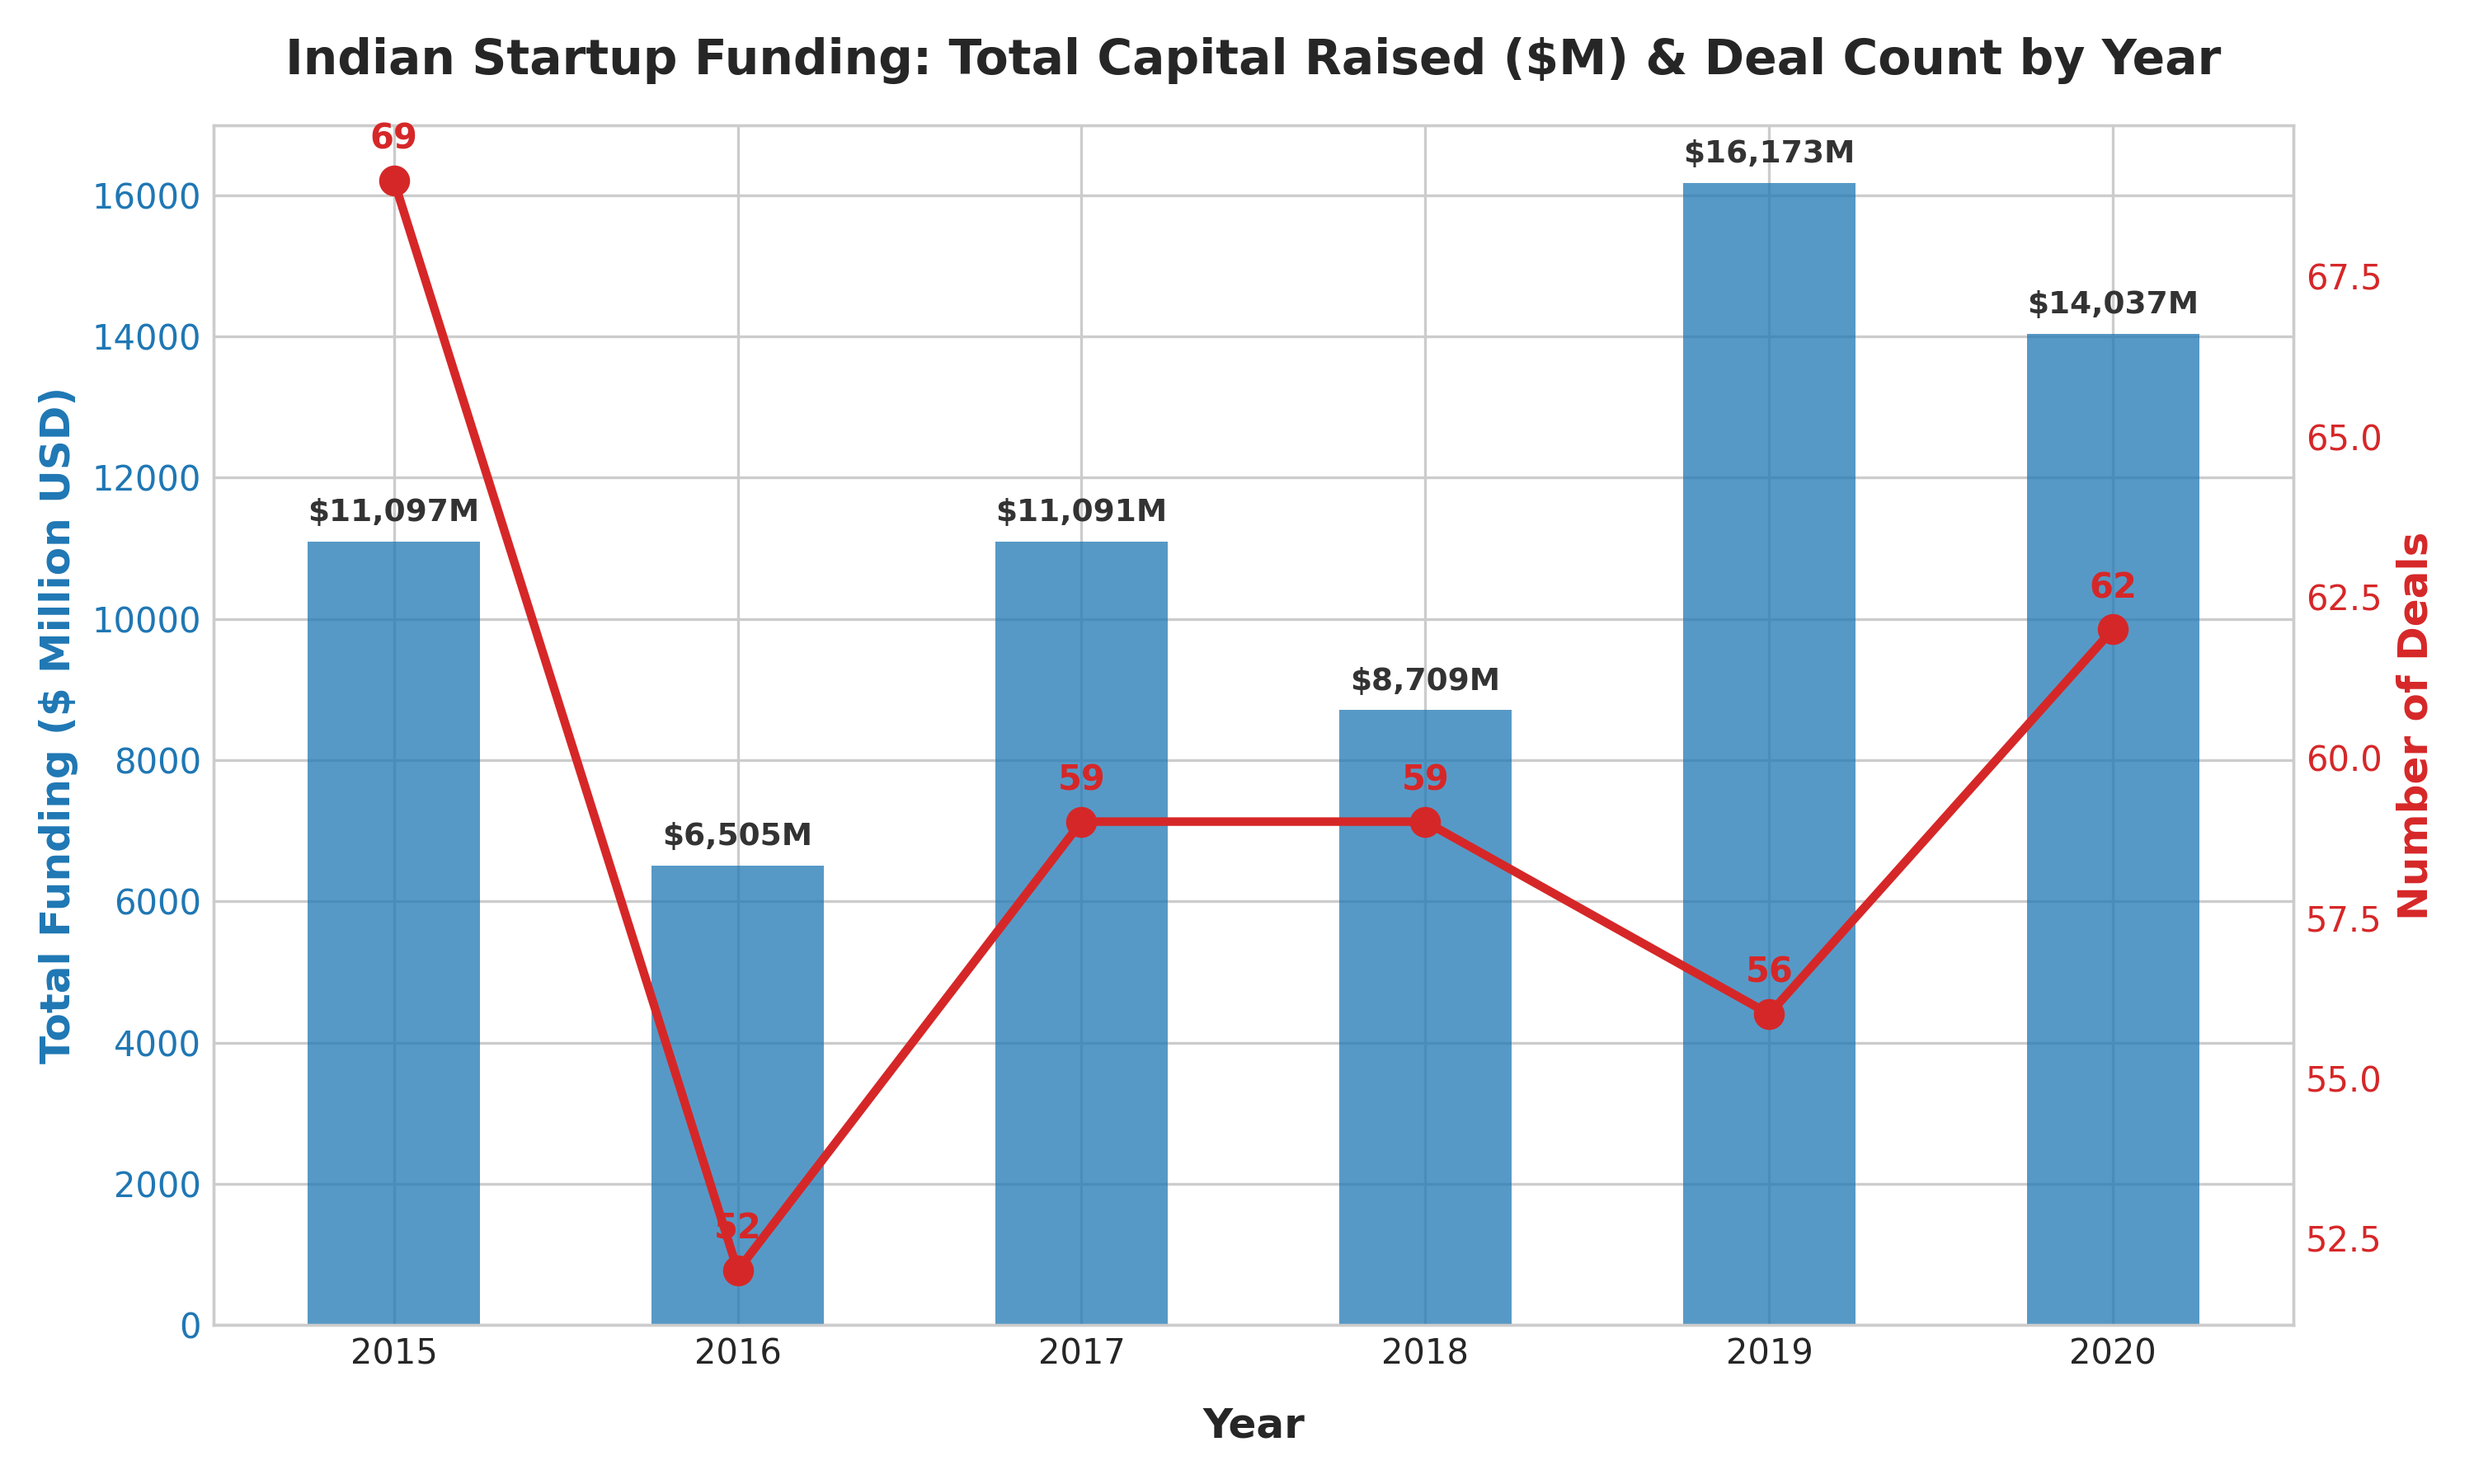 Indian Startup Funding: Total Capital Raised ($M) & Deal Count by Year
Total Funding ($ Million USD)
16000
14000
12000
10000
8000
6000
4000
2000
0
69
$11,097M
$6,505M
52
$11,091M
59
$8,709M
59
$16,173M
56
$14,037M
62
67.5
65.0
62.5
60.0
57.5
55.0
52.5
Number of Deals
2015
2016
2017
2018
2019
2020
Year